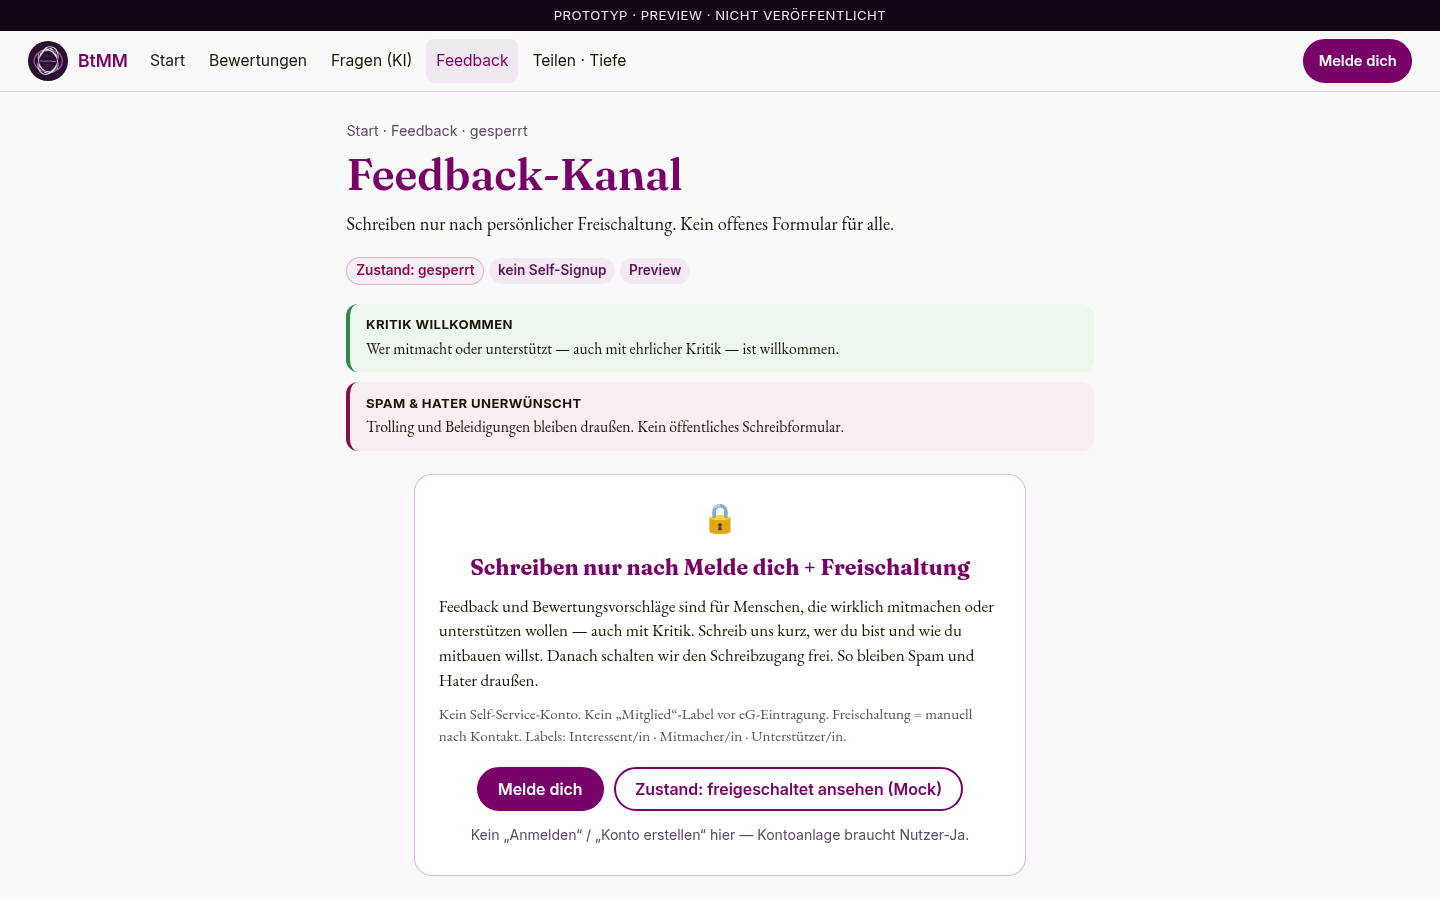 PROTOTYP · PREVIEW · NICHT VERÖFFENTLICHT
BtMM Start Bewertungen Fragen (KI) Feedback Teilen · Tiefe Melde dich
Start · Feedback · gesperrt
Feedback-Kanal
Schreiben nur nach persönlicher Freischaltung. Kein offenes Formular für alle.
Zustand: gesperrt kein Self-Signup Preview
KRITIK WILLKOMMEN
Wer mitmacht oder unterstützt — auch mit ehrlicher Kritik — ist willkommen.
SPAM & HATER UNERWÜNSCHT
Trolling und Beleidigungen bleiben draußen. Kein öffentliches Schreibformular.
Schreiben nur nach Melde dich + Freischaltung
Feedback und Bewertungsvorschläge sind für Menschen, die wirklich mitmachen oder
unterstützen wollen — auch mit Kritik. Schreib uns kurz, wer du bist und wie du
mitbauen willst. Danach schalten wir den Schreibzugang frei. So bleiben Spam und
Hater draußen.
Kein Self-Service-Konto. Kein „Mitglied“-Label vor eG-Eintragung. Freischaltung = manuell
nach Kontakt. Labels: Interessent/in · Mitmacher/in · Unterstützer/in.
Melde dich Zustand: freigeschaltet ansehen (Mock)
Kein „Anmelden“ / „Konto erstellen“ hier — Kontoanlage braucht Nutzer-Ja.